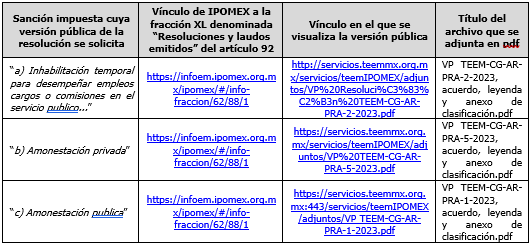 Sanción impuesta cuya
versión pública de la
resolución se solicita
Vínculo de IPOMEX a la
fracción XL denominada
“Resoluciones y laudos
emitidos” del artículo 92
Vínculo en el que se
visualiza la versión pública
Título del
archivo que se
adjunta en pdf
“a) Inhabilitación temporal
para desempeñar empleos
cargos o comisiones en el
servicio publico...”
https://infoem.ipomex.org.m
x/ipomex/#/info-
fraccion/62/88/1
http://servicios.teemmx.org.m
x/servicios/teemIPOMEX/adjun
tos/VP%20Resoluci%C3%83%
C2%B3n%20TEEM-CG-AR-
PRA-2-2023.pdf
VP TEEM-CG-AR-
PRA-2-2023,
acuerdo, leyenda
y anexo de
clasificación.pdf
“b) Amonestación privada”
https://infoem.ipomex.org.m
x/ipomex/#/info-
fraccion/62/88/1
https://servicios.teemmx.org.
mx/servicios/teemIPOMEX/adj
untos/VP%20TEEM-CG-AR-
PRA-5-2023.pdf
VP TEEM-CG-AR-
PRA-5-2023,
acuerdo, leyenda
y anexo de
clasificación.pdf
“c) Amonestación publica”
https://infoem.ipomex.org.m
x/ipomex/#/info-
fraccion/62/88/1
https://servicios.teemmx.org
.mx:443/servicios/teemIPOMEX
/adjuntos/VP TEEM-CG-AR-
PRA-1-2023.pdf
VP TEEM-CG-AR-
PRA-1-2023,
acuerdo, leyenda
y anexo de
clasificación.pdf